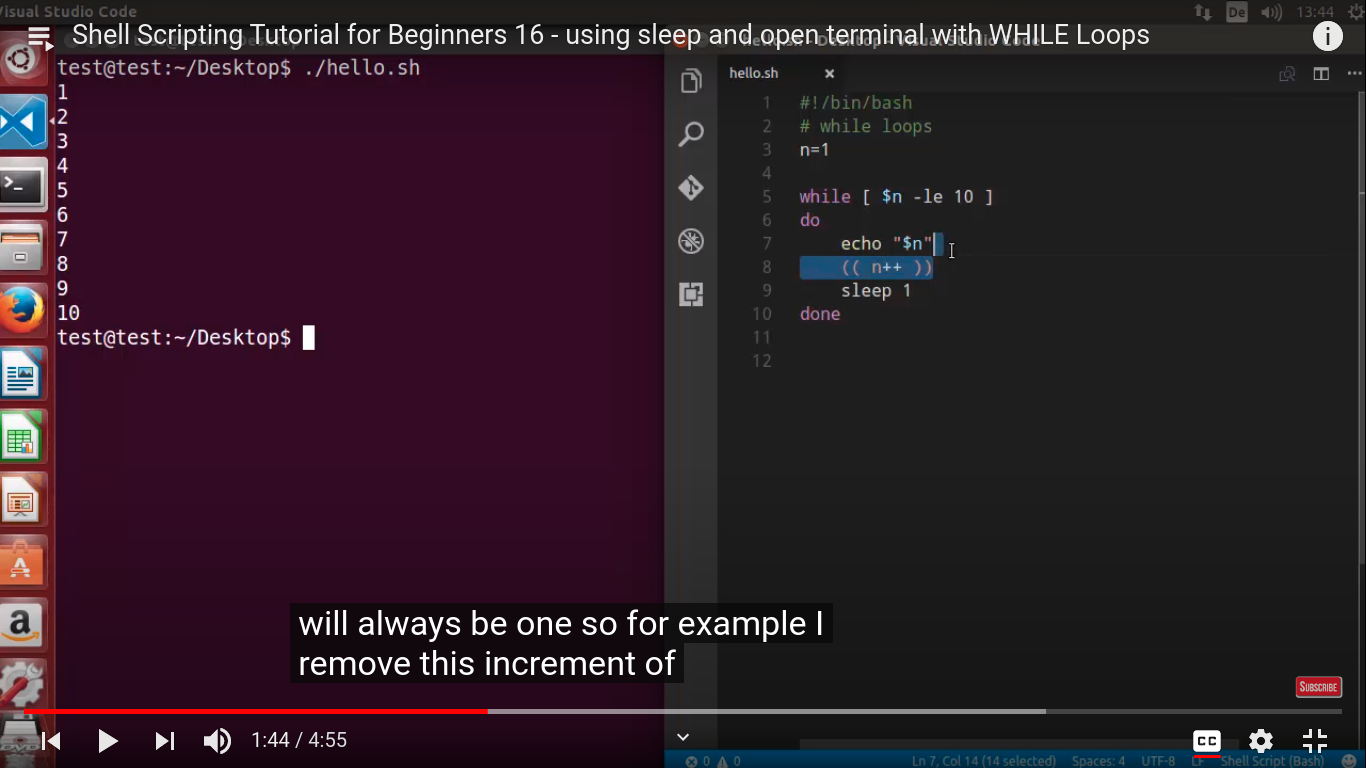 Visual Studio Code
De
13:44
Shell Scripting Tutorial for Beginners 16 - using sleep and open terminal with WHILE Loops
test@test:~/Desktop$ ./hello.sh
1
2
3
4
5
6
7
8
9
10
test@test:~/Desktop$
hello.sh
1 #!/bin/bash
2 # while loops
3 n=1
4
5 while [ $n -le 10 ]
6 do
7 echo "$n"
8 (( n++ ))
9 sleep 1
10 done
11
12
will always be one so for example I
remove this increment of
SUBSCRIBE
1:44 / 4:55
CC
0 0
Ln 7, Col 14 (14 selected)
Spaces: 4
UTF-8
LF
Shell Script (Bash)